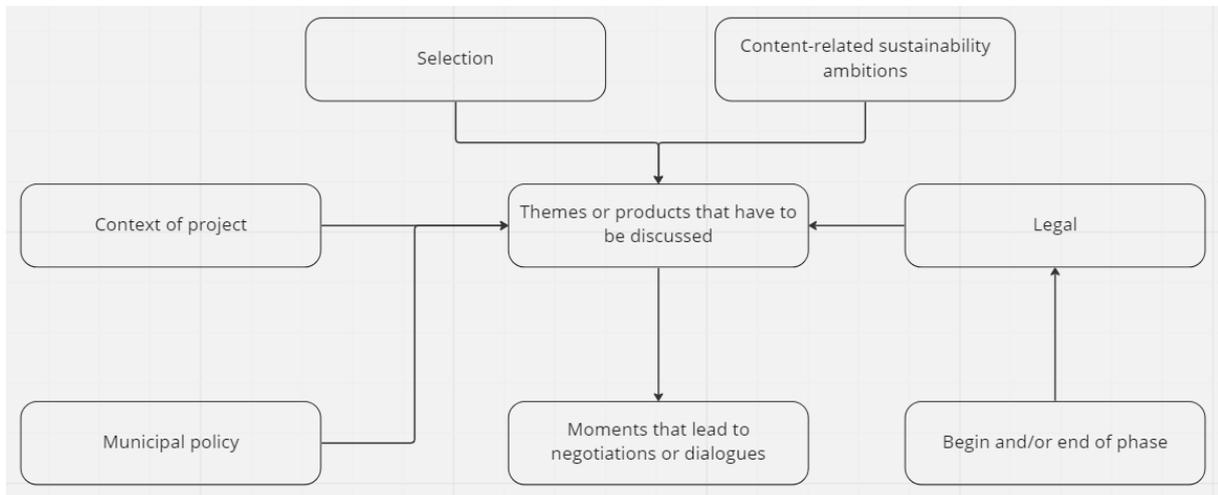 Selection
Content-related sustainability
ambitions
Context of project
Themes or products that have to
be discussed
Legal
Municipal policy
Moments that lead to
negotiations or dialogues
Begin and/or end of phase